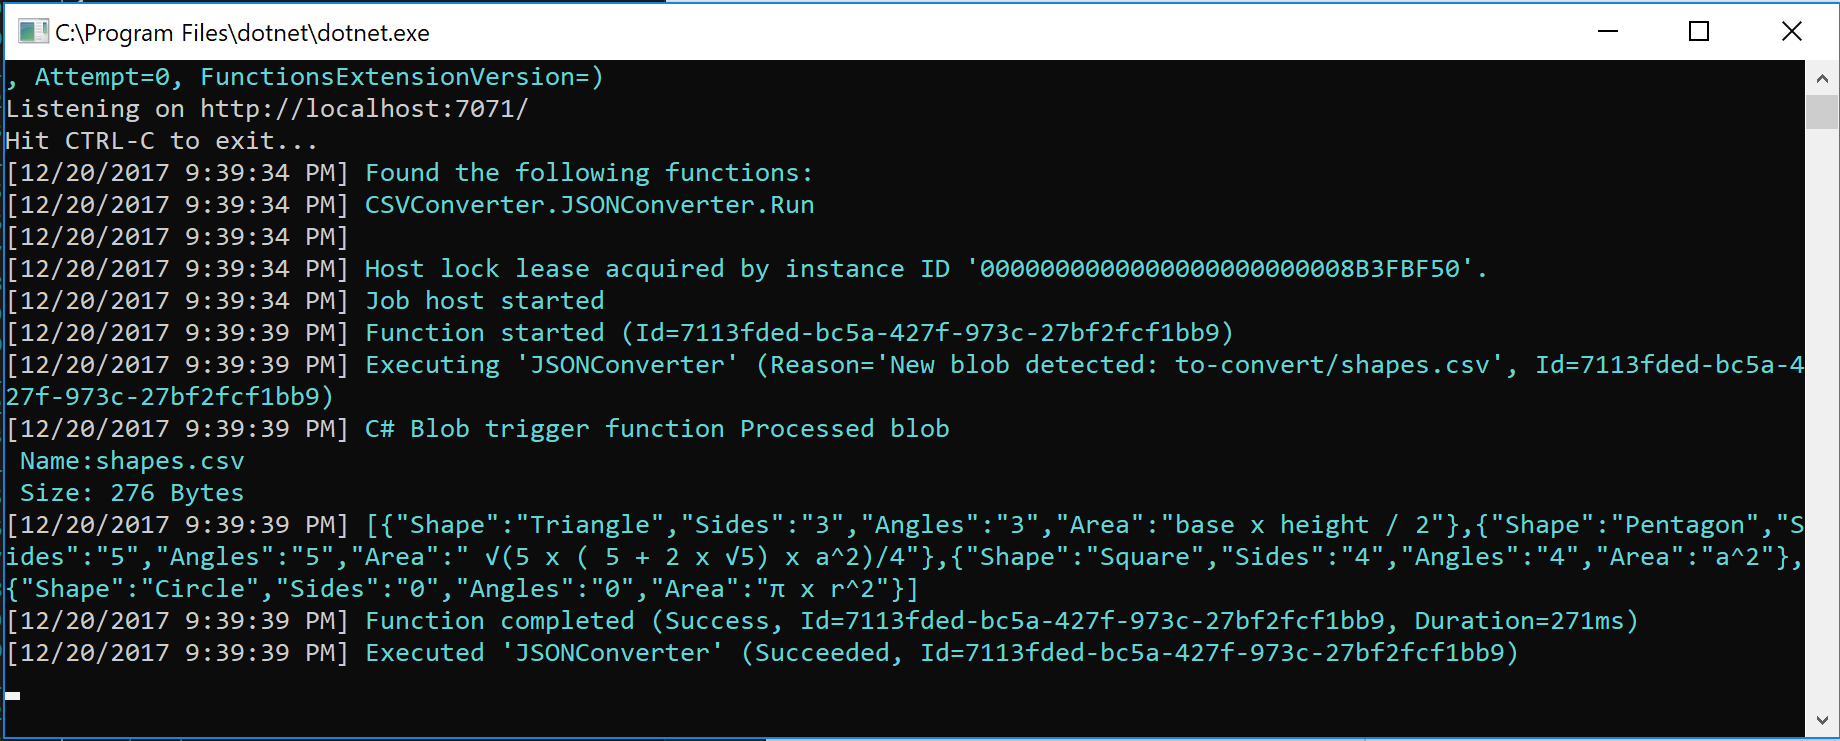 C:\Program Files\dotnet\dotnet.exe
, Attempt=0, FunctionsExtensionVersion=)
Listening on http://localhost:7071/
Hit CTRL-C to exit...
[12/20/2017 9:39:34 PM] Found the following functions:
[12/20/2017 9:39:34 PM] CSVConverter.JSONConverter.Run
[12/20/2017 9:39:34 PM]
[12/20/2017 9:39:34 PM] Host lock lease acquired by instance ID '0000000000000000000000008B3FBF50'.
[12/20/2017 9:39:34 PM] Job host started
[12/20/2017 9:39:39 PM] Function started (Id=7113fded-bc5a-427f-973c-27bf2fcf1bb9)
[12/20/2017 9:39:39 PM] Executing 'JSONConverter' (Reason='New blob detected: to-convert/shapes.csv', Id=7113fded-bc5a-4
27f-973c-27bf2fcf1bb9)
[12/20/2017 9:39:39 PM] C# Blob trigger function Processed blob
 Name:shapes.csv
 Size: 276 Bytes
[12/20/2017 9:39:39 PM] [{"Shape":"Triangle","Sides":"3","Angles":"3","Area":"base x height / 2"},{"Shape":"Pentagon","S
ides":"5","Angles":"5","Area":" √(5 x ( 5 + 2 x √5) x a^2)/4"},{"Shape":"Square","Sides":"4","Angles":"4","Area":"a^2"},
{"Shape":"Circle","Sides":"0","Angles":"0","Area":"π x r^2"}]
[12/20/2017 9:39:39 PM] Function completed (Success, Id=7113fded-bc5a-427f-973c-27bf2fcf1bb9, Duration=271ms)
[12/20/2017 9:39:39 PM] Executed 'JSONConverter' (Succeeded, Id=7113fded-bc5a-427f-973c-27bf2fcf1bb9)